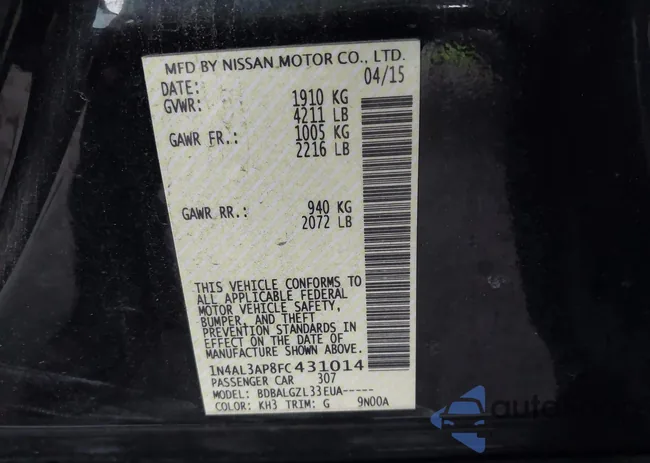 MFD BY NISSAN MOTOR CO., LTD.
DATE: 04/15
GVWR: 1910 KG
4211 LB
GAWR FR.: 1005 KG
2216 LB
GAWR RR.: 940 KG
2072 LB
THIS VEHICLE CONFORMS TO
ALL APPLICABLE FEDERAL
MOTOR VEHICLE SAFETY,
BUMPER, AND THEFT
PREVENTION STANDARDS IN
EFFECT ON THE DATE OF
MANUFACTURE SHOWN ABOVE.
1N4AL3AP8FC431014
PASSENGER CAR 307
MODEL: BDBALGZL33EUA-----
COLOR: KH3 TRIM: G 9N00A